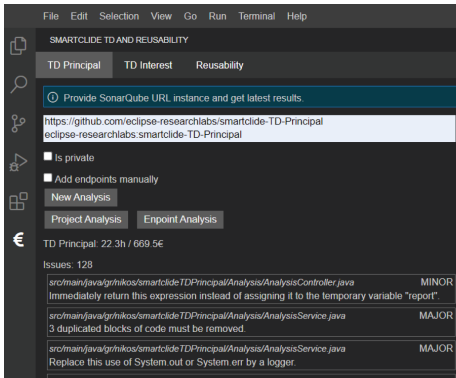 File Edit Selection View Go Run Terminal Help
SMARTCLIDE TD AND REUSABILITY
TD Principal TD Interest Reusability
Provide SonarQube URL instance and get latest results.
https://github.com/eclipse-researchlabs/smartclide-TD-Principal
eclipse-researchlabs:smartclide-TD-Principal
Is private
Add endpoints manually
New Analysis
Project Analysis Enpoint Analysis
€
TD Principal: 22.3h / 669.5€
Issues: 128
src/main/java/gr/nikos/smartclideTDPrincipal/Analysis/AnalysisController.java MINOR
Immediately return this expression instead of assigning it to the temporary variable "report".
src/main/java/gr/nikos/smartclideTDPrincipal/Analysis/AnalysisService.java MAJOR
3 duplicated blocks of code must be removed.
src/main/java/gr/nikos/smartclideTDPrincipal/Analysis/AnalysisService.java MAJOR
Replace this use of System.out or System.err by a logger.